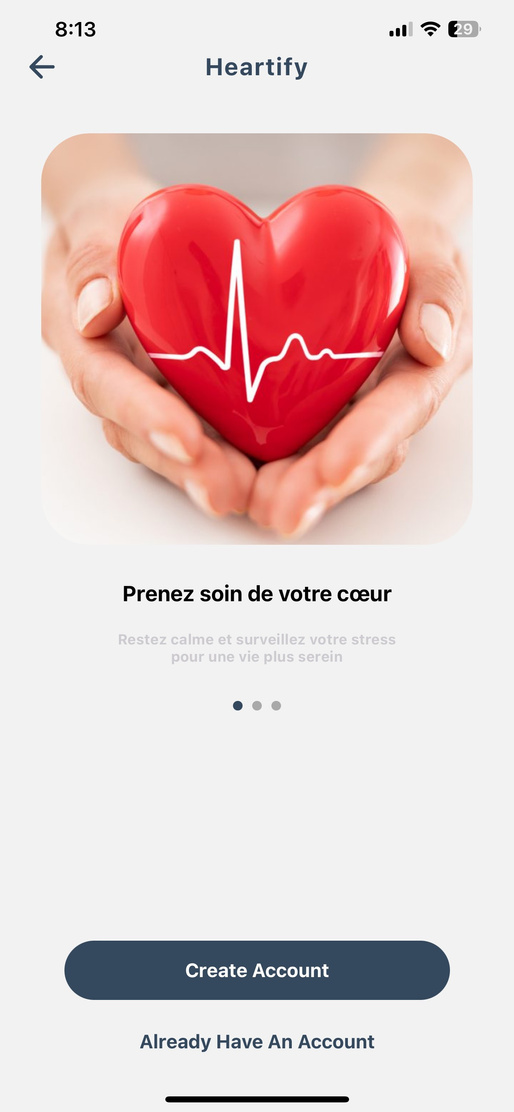 8:13
29
Heartify
Prenez soin de votre cœur
Restez calme et surveillez votre stress
pour une vie plus serein
Create Account
Already Have An Account